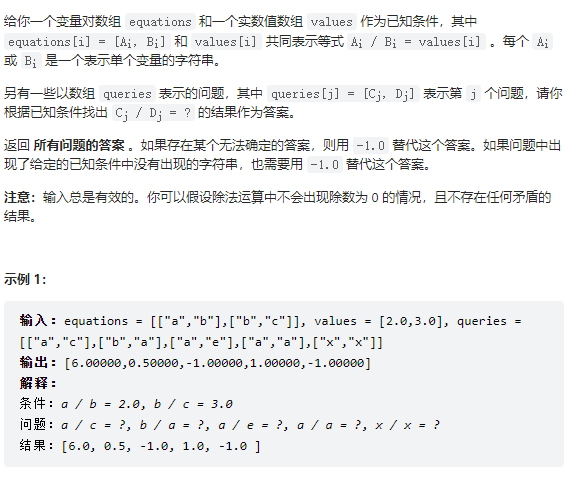 给你一个变量对数组 equations 和一个实数值数组 values 作为已知条件，其中
equations[i] = [Ai, Bi] 和 values[i] 共同表示等式 Ai / Bi = values[i] 。每个 Ai
或 Bi 是一个表示单个变量的字符串。
另有一些以数组 queries 表示的问题，其中 queries[j] = [Cj, Dj] 表示第 j 个问题，请你
根据已知条件找出 Cj / Dj = ? 的结果作为答案。
返回 所有问题的答案 。如果存在某个无法确定的答案，则用 -1.0 替代这个答案。如果问题中出
现了给定的已知条件中没有出现的字符串，也需要用 -1.0 替代这个答案。
注意：输入总是有效的。你可以假设除法运算中不会出现除数为 0 的情况，且不存在任何矛盾的
结果。
示例 1：
输入：equations = [["a","b"],["b","c"]], values = [2.0,3.0], queries =
[["a","c"],["b","a"],["a","e"],["a","a"],["x","x"]]
输出：[6.00000,0.50000,-1.00000,1.00000,-1.00000]
解释：
条件：a / b = 2.0, b / c = 3.0
问题：a / c = ?, b / a = ?, a / e = ?, a / a = ?, x / x = ?
结果：[6.0, 0.5, -1.0, 1.0, -1.0 ]